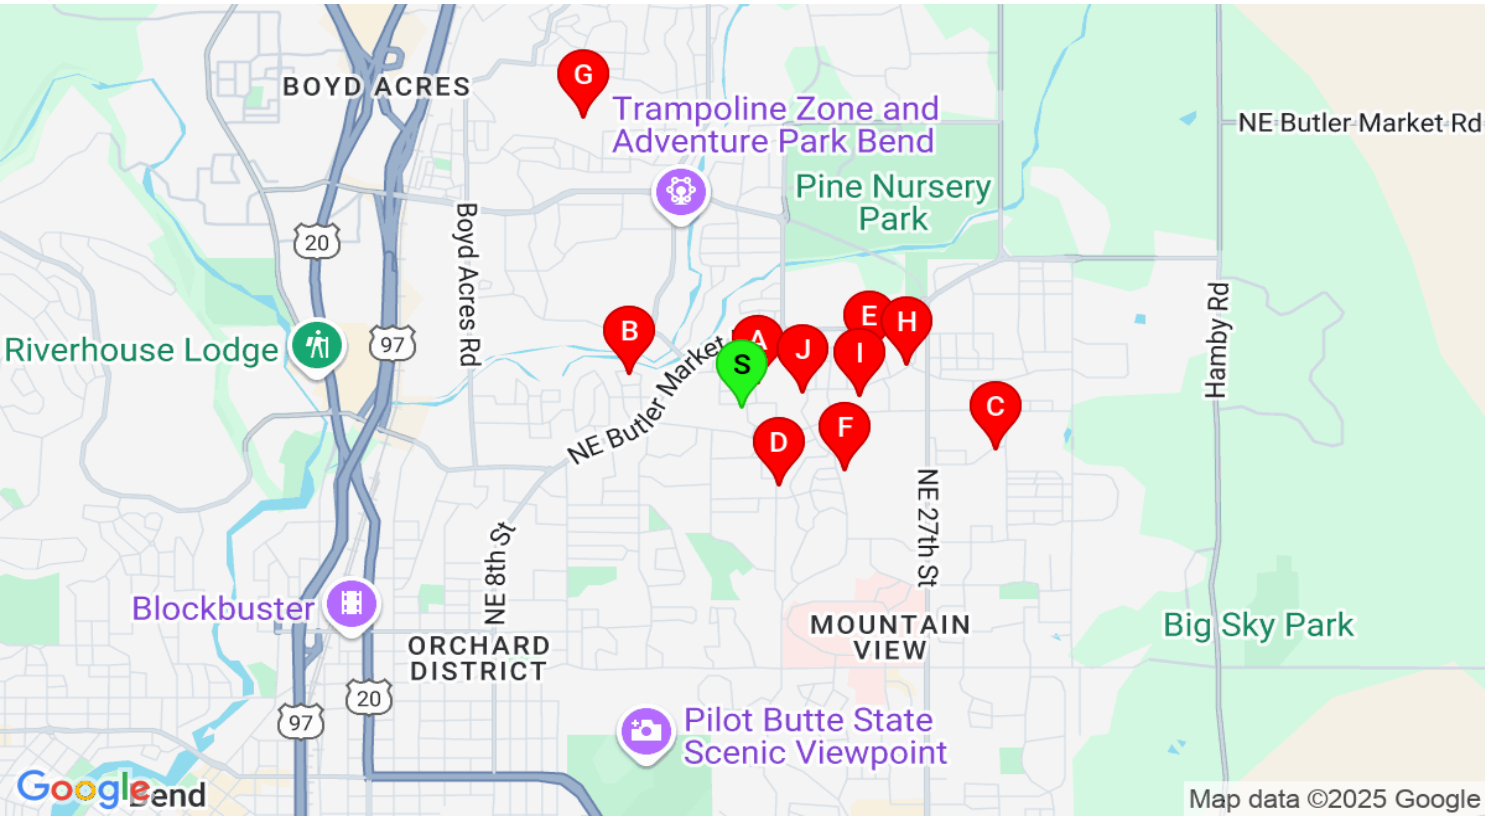 G
BOYD ACRES
Trampoline Zone and
Adventure Park Bend
NE Butler Market Rd
Pine Nursery
Park
20
Boyd Acres Rd
Hamby Rd
Riverhouse Lodge
97
B
A
S
J
E
H
I
NE Butler Market
C
D
F
NE 27th St
NE 8th St
Blockbuster
MOUNTAIN
VIEW
Big Sky Park
ORCHARD
DISTRICT
20
97
Pilot Butte State
Scenic Viewpoint
Google
Bend
Map data ©2025 Google